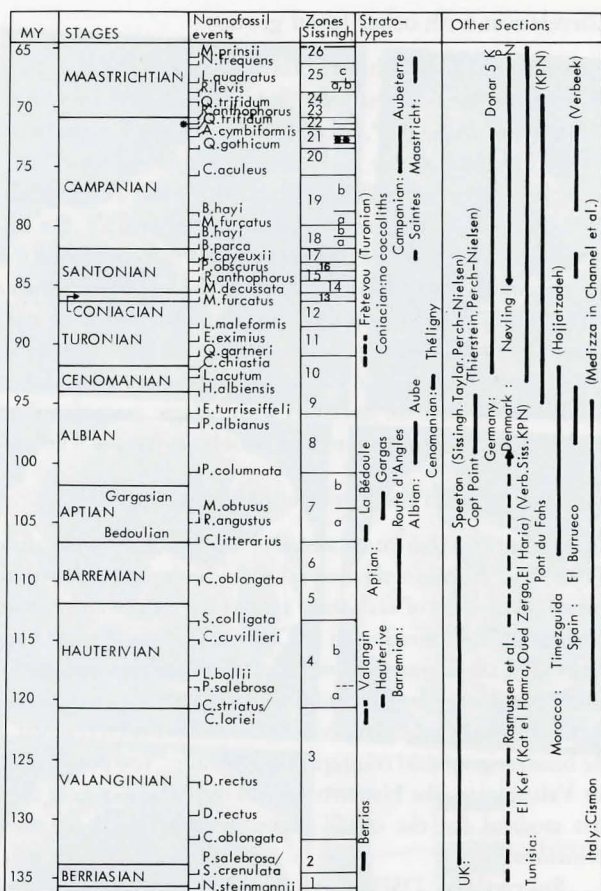 MY STAGES Nannofossil events Zones Sissingh Strato- types Other Sections
65
70
75
80
85
90
95
100
105
110
115
120
125
130
135
MAASTRICHTIAN
CAMPANIAN
SANTONIAN
CONIACIAN
TURONIAN
CENOMANIAN
ALBIAN
Gargasian
APTIAN
Bedoulian
BARREMIAN
HAUTERIVIAN
VALANGINIAN
BERRIASIAN
M.prinsii
N.frequens
L.quadratus
R.levis
Q.trifidum
R.anthophorus
Q.trifidum
A.cymbiformis
Q.gothicum
C.aculeus
B.hayi
M.furcatus
B.hayi
B.parca
L.cayeuxii
P.obscurus
R.anthophorus
M.decussata
M.furcatus
L.maleformis
E.eximius
Q.gartneri
C.chiastia
L.acutum
H.albiensis
E.turriseiffeli
P.albianus
P.columnata
M.obtusus
R.angustus
C.litterarius
C.oblongata
S.colligata
C.cuvillieri
L.bollii
P.salebrosa
C.striatus/
C.loriei
D.rectus
D.rectus
C.oblongata
P.salebrosa/
S.crenulata
N.steinmannii
26
25 c
a,b
24
23
22
21
20
19 b
a
18 b
a
17
16
15
14
13
12
11
10
9
8
7 b
a
6
5
4 b
a
3
2
1
Berrias
Valangin
Hauterive
Barremian:
Aptian:
La Bédoule
Gargas
Route d'Angles
Albian:
Aube
Cenomanian:
Théligny
Frètevou (Turonian)
Coniacian:no coccoliths
Campanian:
Saintes
Aubeterre
Maastricht:
UK:
Speeton (Sissingh.Taylor.Perch-Nielsen)
Copt Point (Thierstein.Perch-Nielsen)
Germany:
Donar 5 K
Denmark :
Nøvling I
Rasmussen et al.
Tunisia:
El Kef (Kat el Hamra,Oued Zerga,El Haria) (Verb.Siss.KPN)
Pont du Fahs
(KPN)
Morocco:
Timezguida
(Hojjatzadeh)
Spain :
El Burrueco
(Verbeek)
Italy:Cismon
(Medizza in Channel et al.)